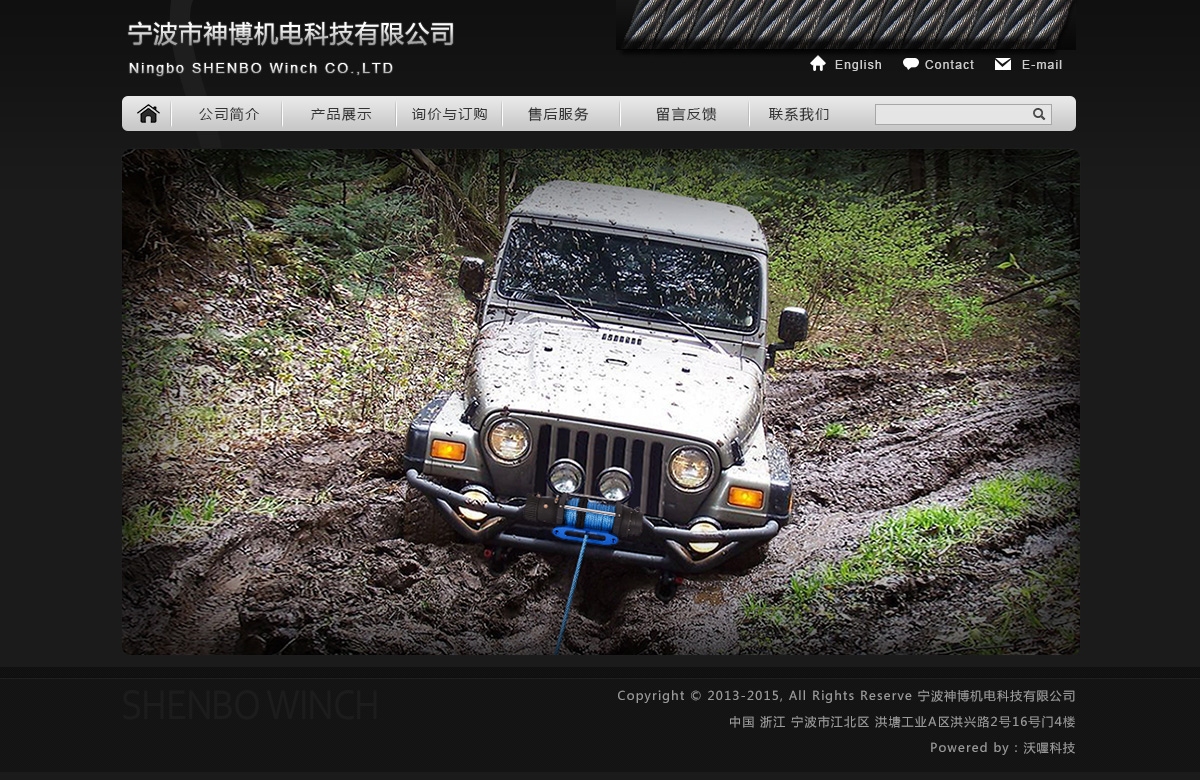 宁波市神博机电科技有限公司
Ningbo SHENBO Winch CO.,LTD
English Contact E-mail
公司简介 产品展示 询价与订购 售后服务 留言反馈 联系我们
SHENBO WINCH
Copyright © 2013-2015, All Rights Reserve 宁波神博机电科技有限公司
中国 浙江 宁波市江北区 洪塘工业A区洪兴路2号16号门4楼
Powered by : 沃喔科技